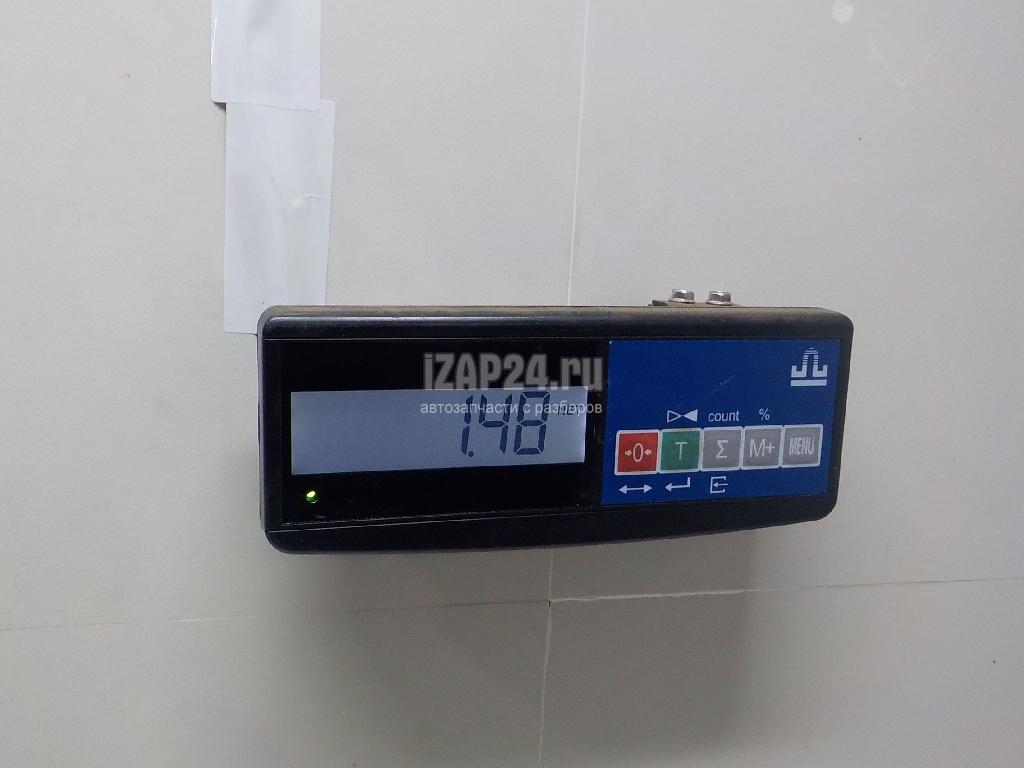 iZAP24.ru
автозапчасти с разборов
1.48
count %
→0← T Σ M+ MENU